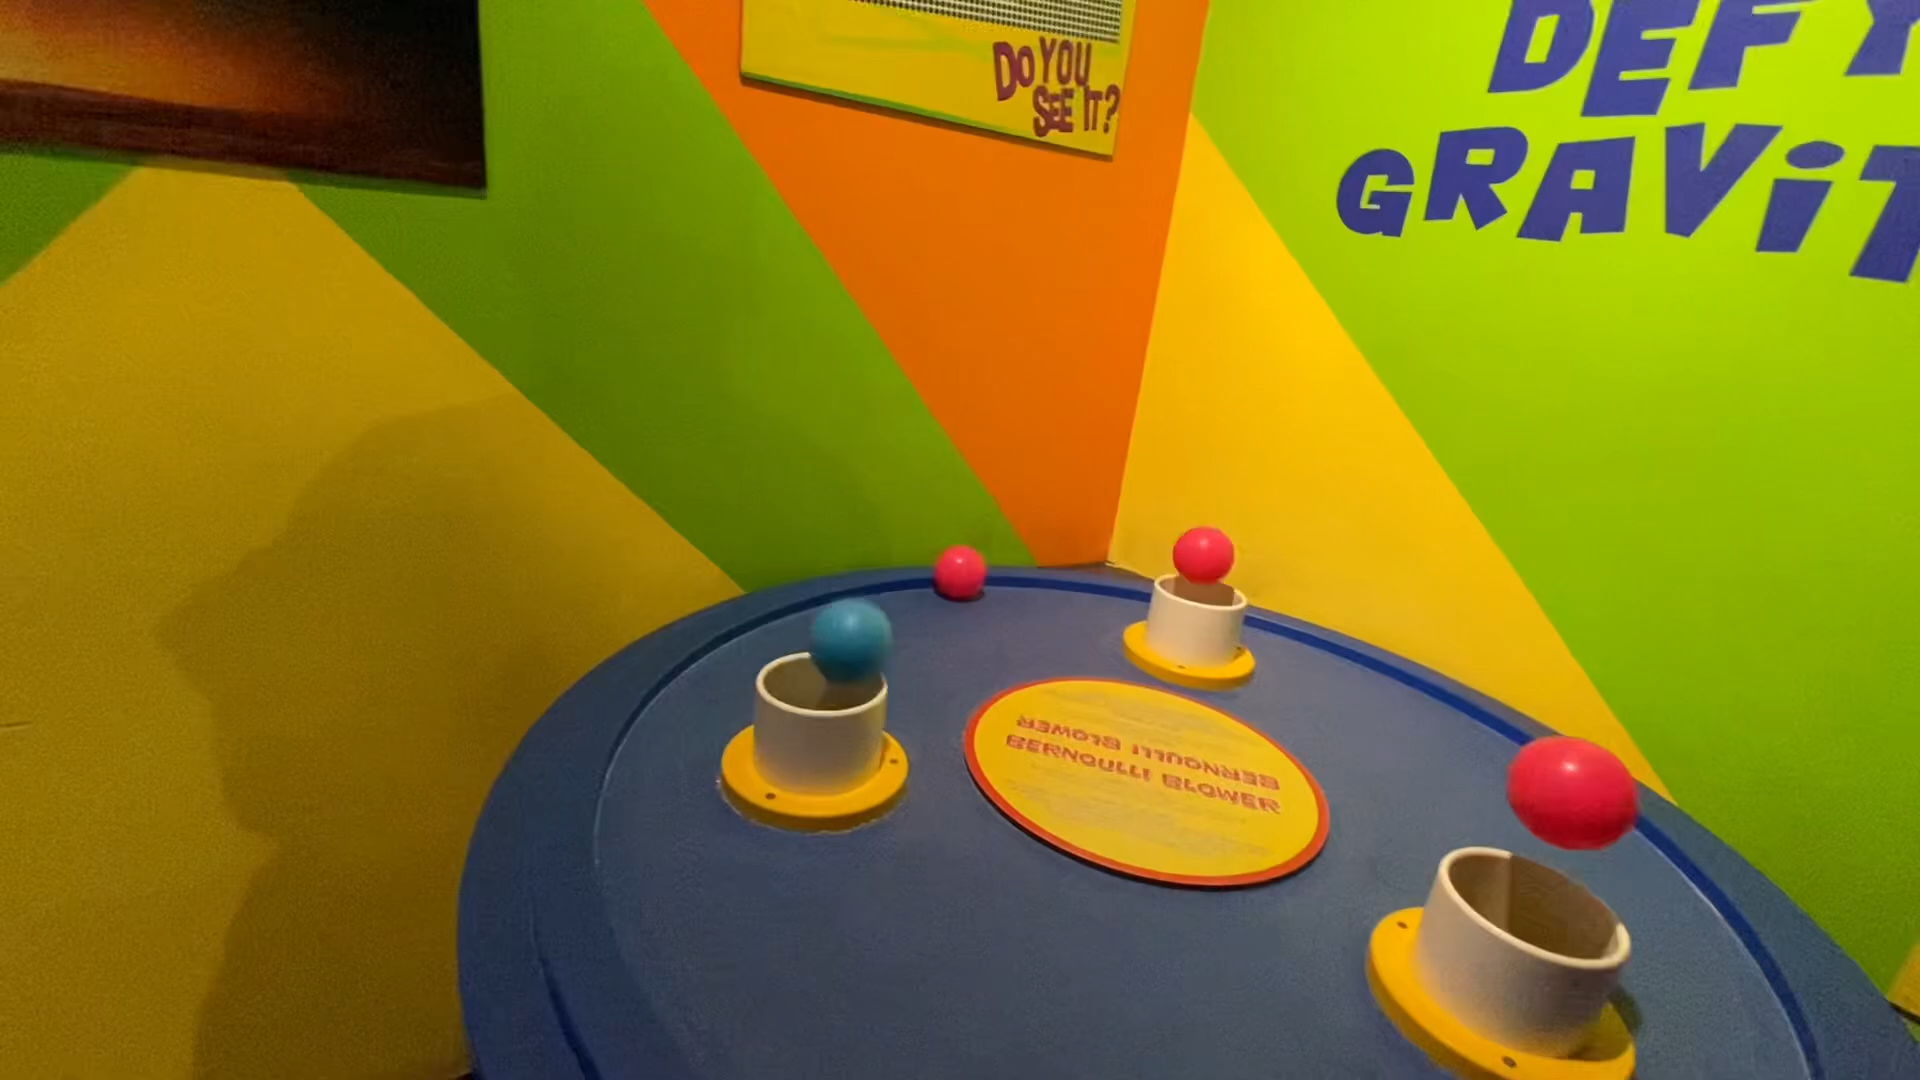 DO YOU
SEE IT?
DEFY
GRAVIT
BERNOULLI BLOWER
BERNOULLI BLOWER